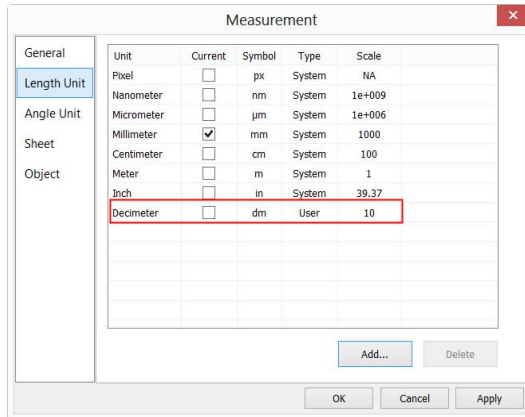 Measurement
General
Length Unit
Angle Unit
Sheet
Object
Unit Current Symbol Type Scale
Pixel px System NA
Nanometer nm System 1e+009
Micrometer µm System 1e+006
Millimeter mm System 1000
Centimeter cm System 100
Meter m System 1
Inch in System 39.37
Decimeter dm User 10
Add... Delete
OK Cancel Apply